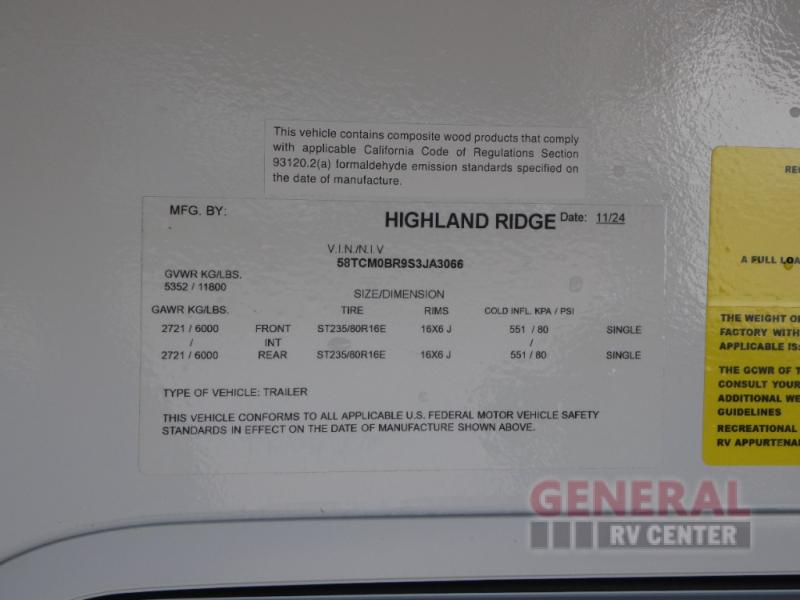 This vehicle contains composite wood products that comply
with applicable California Code of Regulations Section
93120.2(a) formaldehyde emission standards specified on
the date of manufacture.
MFG. BY:
HIGHLAND RIDGE Date: 11/24
V.I.N./N.I.V
58TCM0BR9S3JA3066
GVWR KG/LBS.
5352 / 11800
SIZE/DIMENSION
GAWR KG/LBS. TIRE RIMS COLD INFL. KPA / PSI
2721 / 6000 FRONT ST235/80R16E 16X6 J 551 / 80 SINGLE
/ INT / /
2721 / 6000 REAR ST235/80R16E 16X6 J 551 / 80 SINGLE
TYPE OF VEHICLE: TRAILER
THIS VEHICLE CONFORMS TO ALL APPLICABLE U.S. FEDERAL MOTOR VEHICLE SAFETY
STANDARDS IN EFFECT ON THE DATE OF MANUFACTURE SHOWN ABOVE.
A FULL
THE WEIGHT
FACTORY
APPLICABLE IS:
THE GCWR OF
CONSULT YOUR
ADDITIONAL
GUIDELINES
RECREATIONAL
RV
GENERAL
RV CENTER